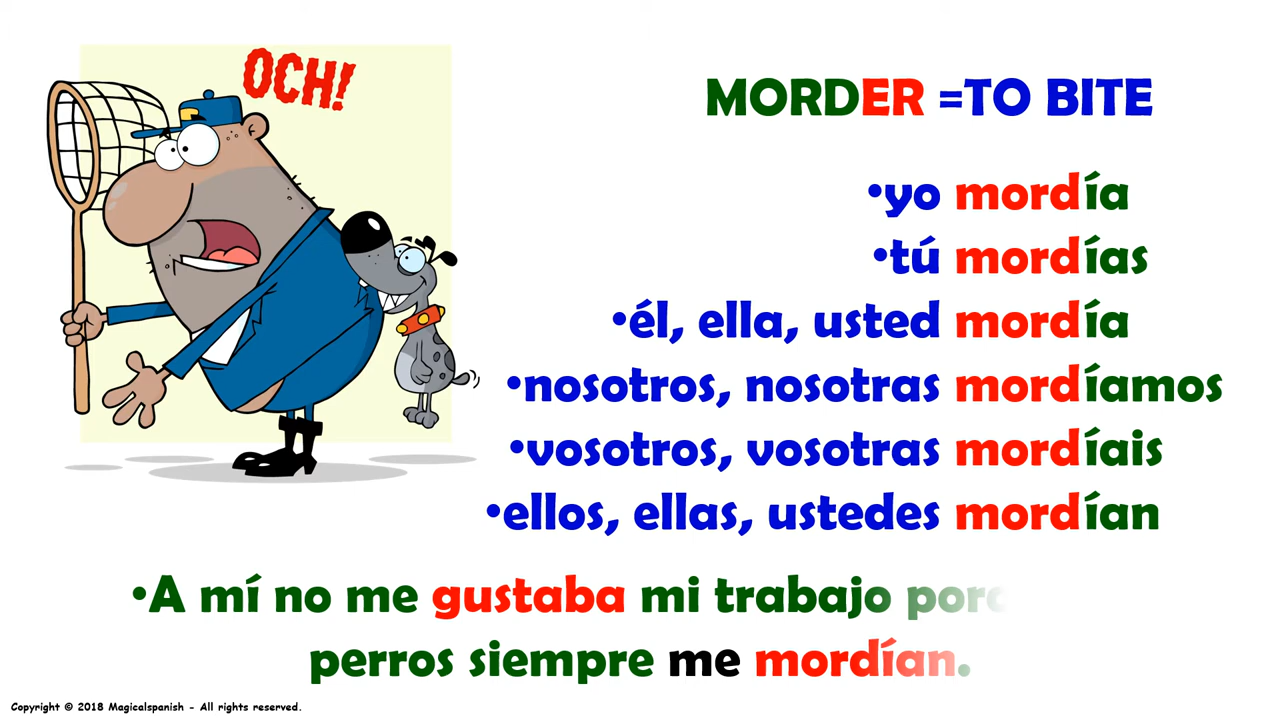 OCH!
MORDER =TO BITE
•yo mordía
•tú mordías
•él, ella, usted mordía
•nosotros, nosotras mordíamos
•vosotros, vosotras mordíais
•ellos, ellas, ustedes mordían
•A mí no me gustaba mi trabajo
perros siempre me mordían.
Copyright © 2018 Magicalspanish - All rights reserved.